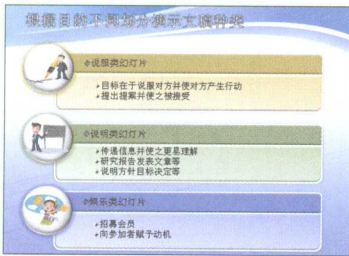 根据目的不同划分演示文稿种类
说服类幻灯片
目标在于说服对方并使对方产生行动
提出提案并使之被接受
说明类幻灯片
传递信息并使之更易理解
研究报告发表文章等
说明方针目标决定等
娱乐类幻灯片
招募会员
向参加者赋予动机